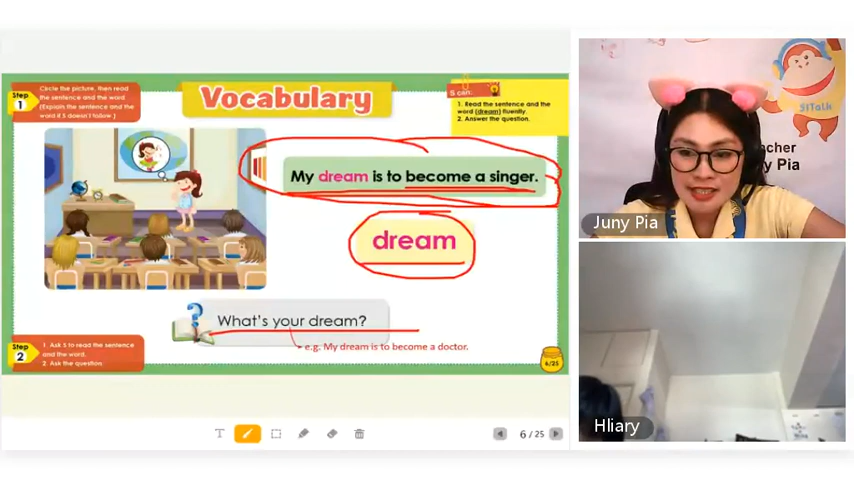 Vocabulary
Step
1
Circle the picture, then read
the sentence and the word
(Explain the sentence and the
word if S doesn't follow )
S can:
1. Read the sentence and the
word (dream) fluently.
2. Answer the question.
My dream is to become a singer.
dream
What's your dream?
e.g. My dream is to become a doctor.
Step
2
1. Ask S to read the sentence
and the word.
2. Ask the question.
6/25
T
6 / 25
51Talk
acher
y Pia
Juny Pia
Hliary